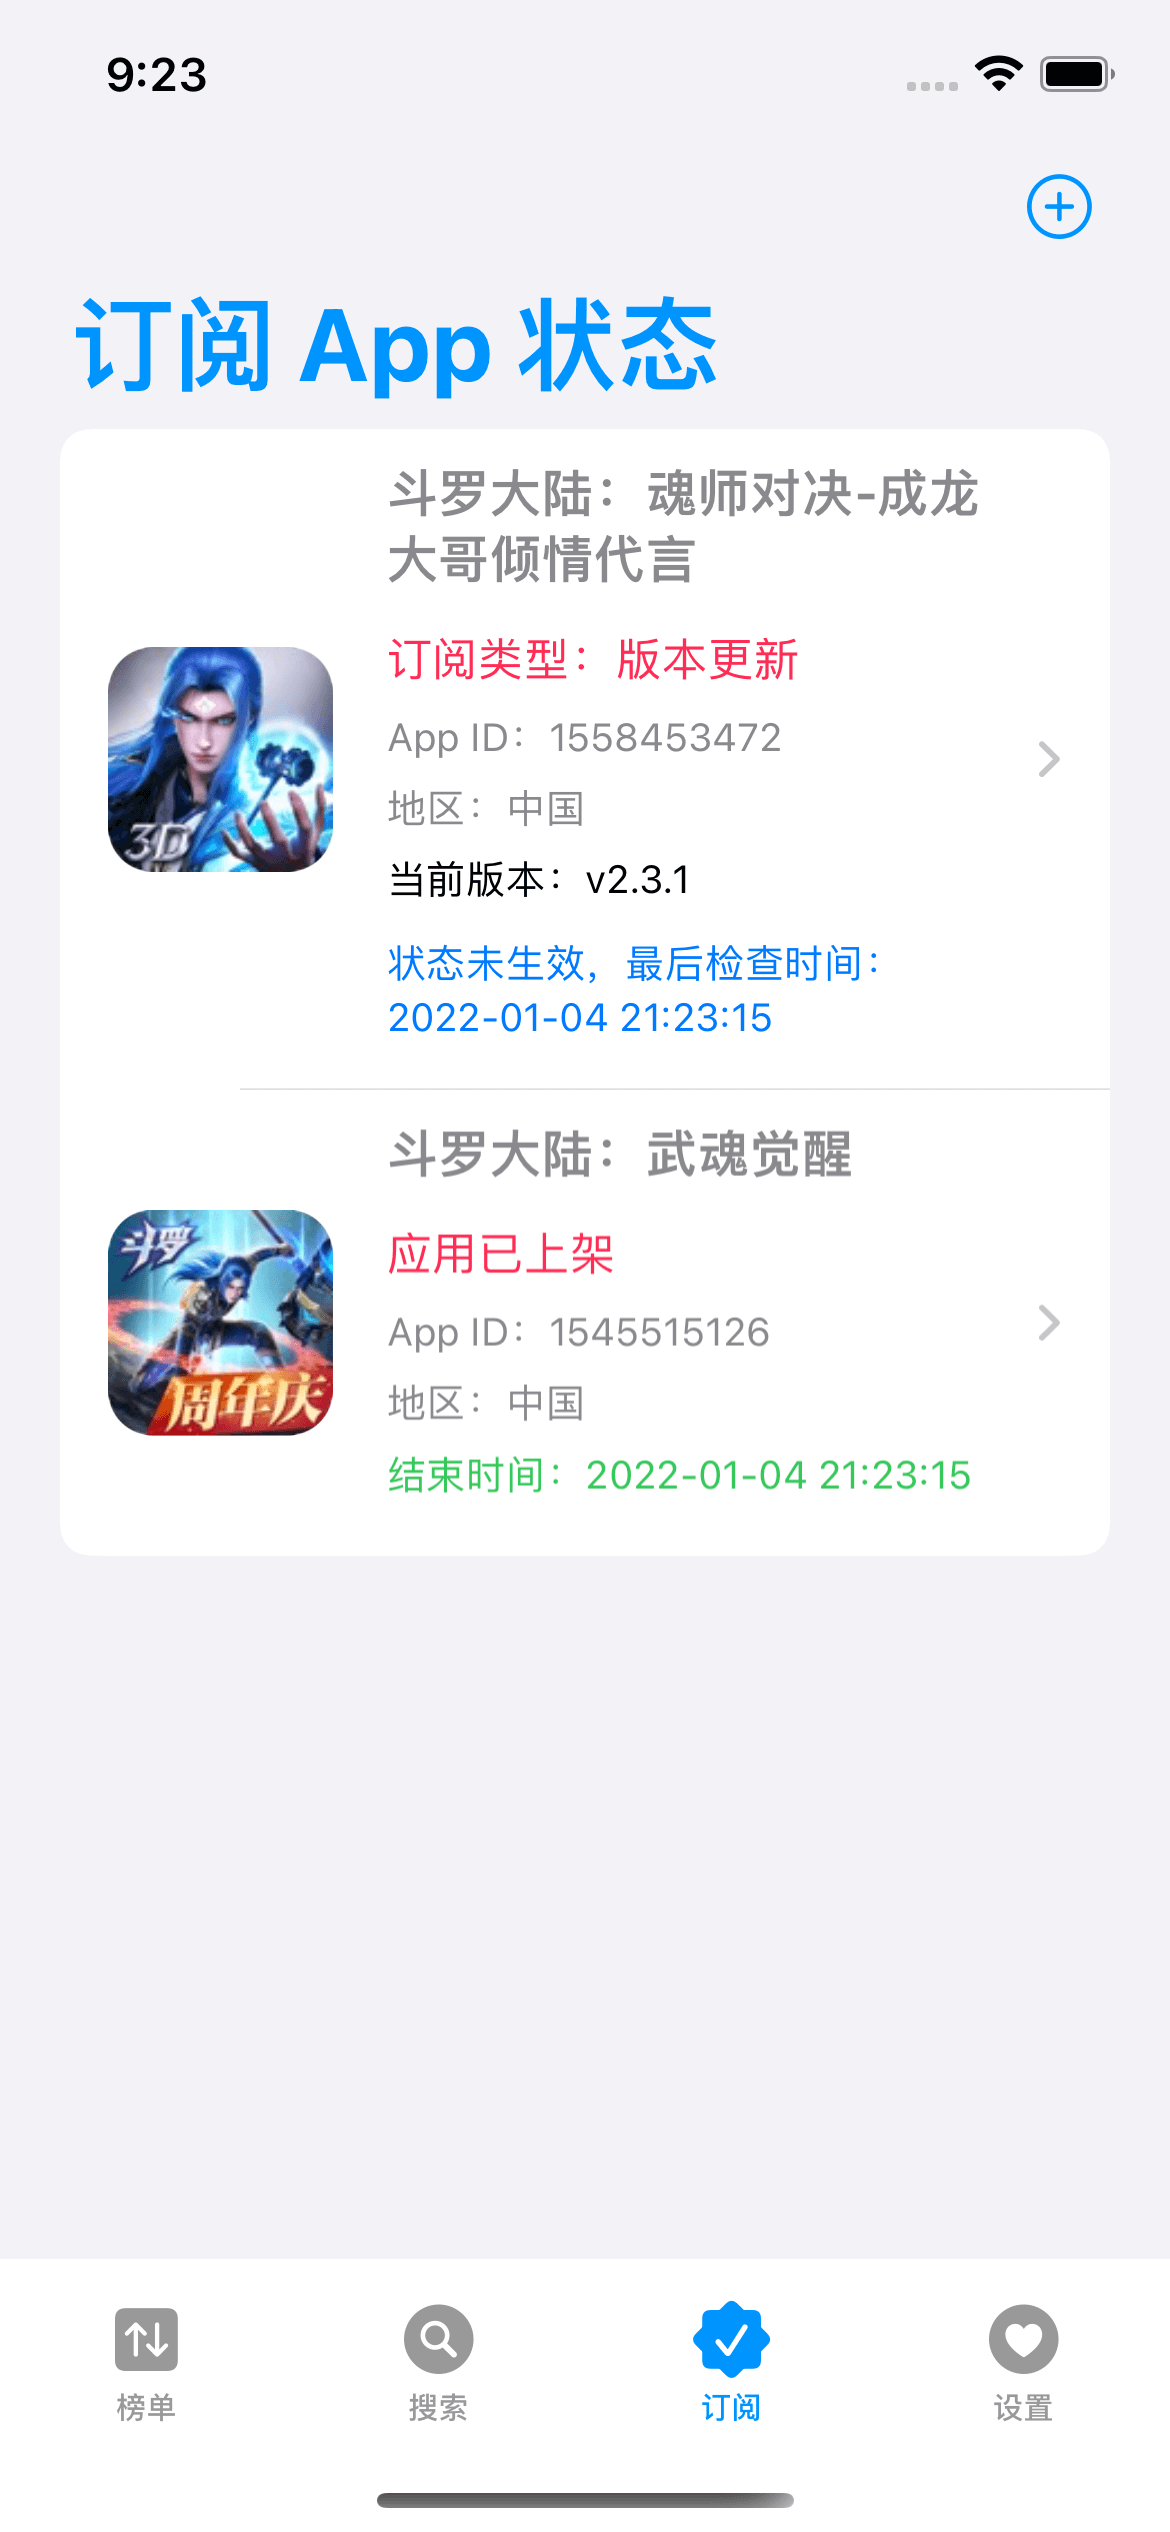 9:23
订阅 App 状态
斗罗大陆：魂师对决-成龙
大哥倾情代言
订阅类型：版本更新
App ID：1558453472
地区：中国
当前版本：v2.3.1
状态未生效，最后检查时间：
2022-01-04 21:23:15
3D
斗罗大陆：武魂觉醒
应用已上架
App ID：1545515126
地区：中国
结束时间：2022-01-04 21:23:15
斗罗
周年庆
榜单
搜索
订阅
设置